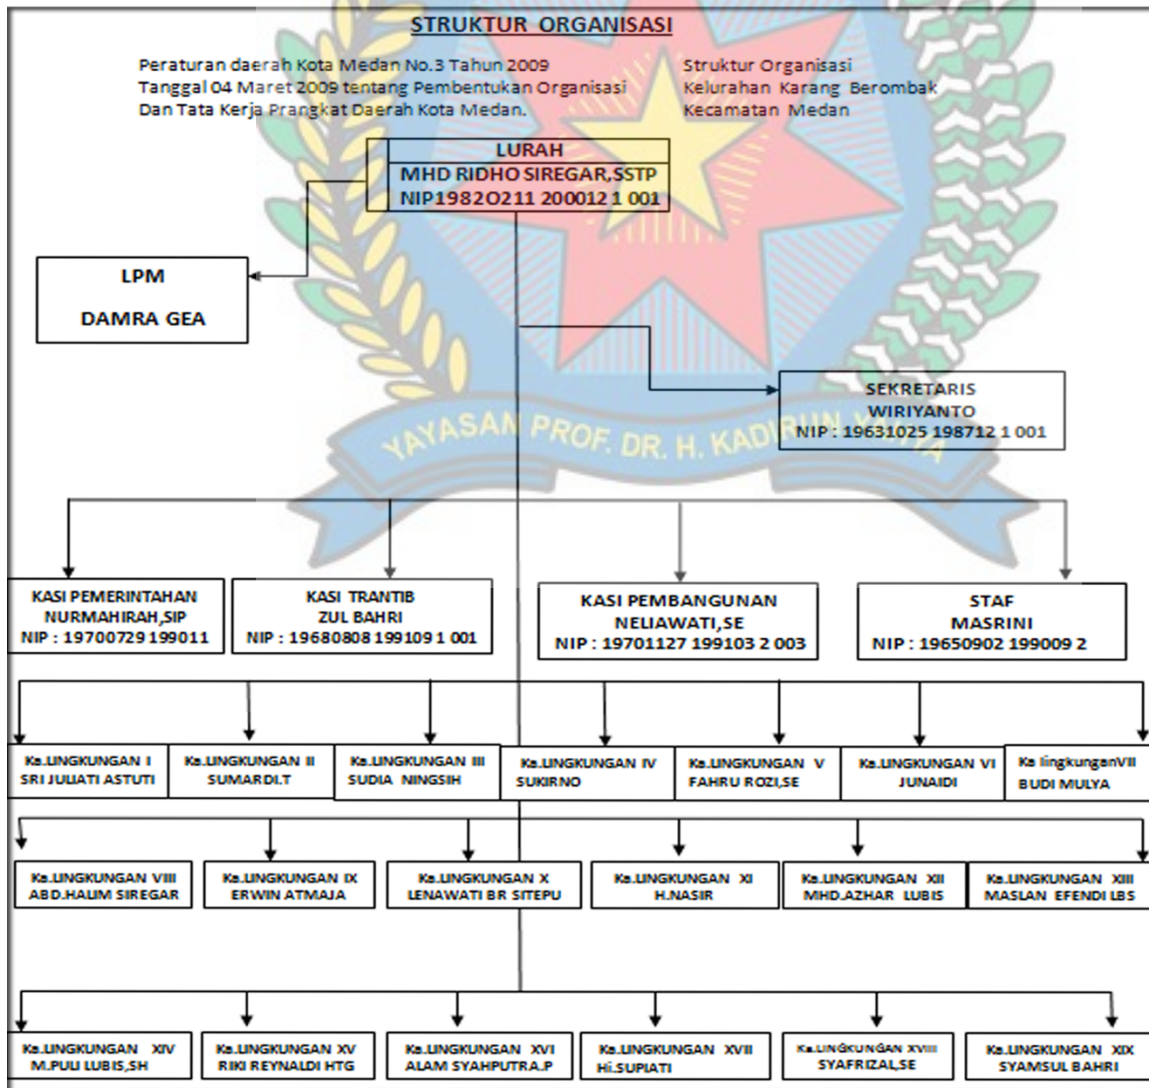 STRUKTUR ORGANISASI
Peraturan daerah Kota Medan No.3 Tahun 2009
Tanggal 04 Maret 2009 tentang Pembentukan Organisasi
Dan Tata Kerja Prangkat Daerah Kota Medan.
Struktur Organisasi
Kelurahan Karang Berombak
Kecamatan Medan
LURAH
MHD RIDHO SIREGAR,SSTP
NIP1982O211 200012 1 001
LPM
DAMRA GEA
SEKRETARIS
WIRIYANTO
NIP : 19631025 198712 1 001
YAYASAN PROF. DR. H. KADIRUN YAHYA
KASI PEMERINTAHAN
NURMAHIRAH,SIP
NIP : 19700729 199011
KASI TRANTIB
ZUL BAHRI
NIP : 19680808 199109 1 001
KASI PEMBANGUNAN
NELIAWATI,SE
NIP : 19701127 199103 2 003
STAF
MASRINI
NIP : 19650902 199009 2
Ka.LINGKUNGAN I
SRI JULIATI ASTUTI
Ka.LINGKUNGAN II
SUMARDI.T
Ka.LINGKUNGAN III
SUDIA NINGSIH
Ka.LINGKUNGAN IV
SUKIRNO
Ka.LINGKUNGAN V
FAHRU ROZI,SE
Ka.LINGKUNGAN VI
JUNAIDI
Ka lingkunganVII
BUDI MULYA
Ka.LINGKUNGAN VIII
ABD.HALIM SIREGAR
Ka.LINGKUNGAN IX
ERWIN ATMAJA
Ka.LINGKUNGAN X
LENAWATI BR SITEPU
Ka.LINGKUNGAN XI
H.NASIR
Ka.LINGKUNGAN XII
MHD.AZHAR LUBIS
Ka.LINGKUNGAN XIII
MASLAN EFENDI LBS
Ka.LINGKUNGAN XIV
M.PULI LUBIS,SH
Ka.LINGKUNGAN XV
RIKI REYNALDI HTG
Ka.LINGKUNGAN XVI
ALAM SYAHPUTRA.P
Ka.LINGKUNGAN XVII
Hi.SUPIATI
Ka.LINGKUNGAN XVIII
SYAFRIZAL,SE
Ka.LINGKUNGAN XIX
SYAMSUL BAHRI